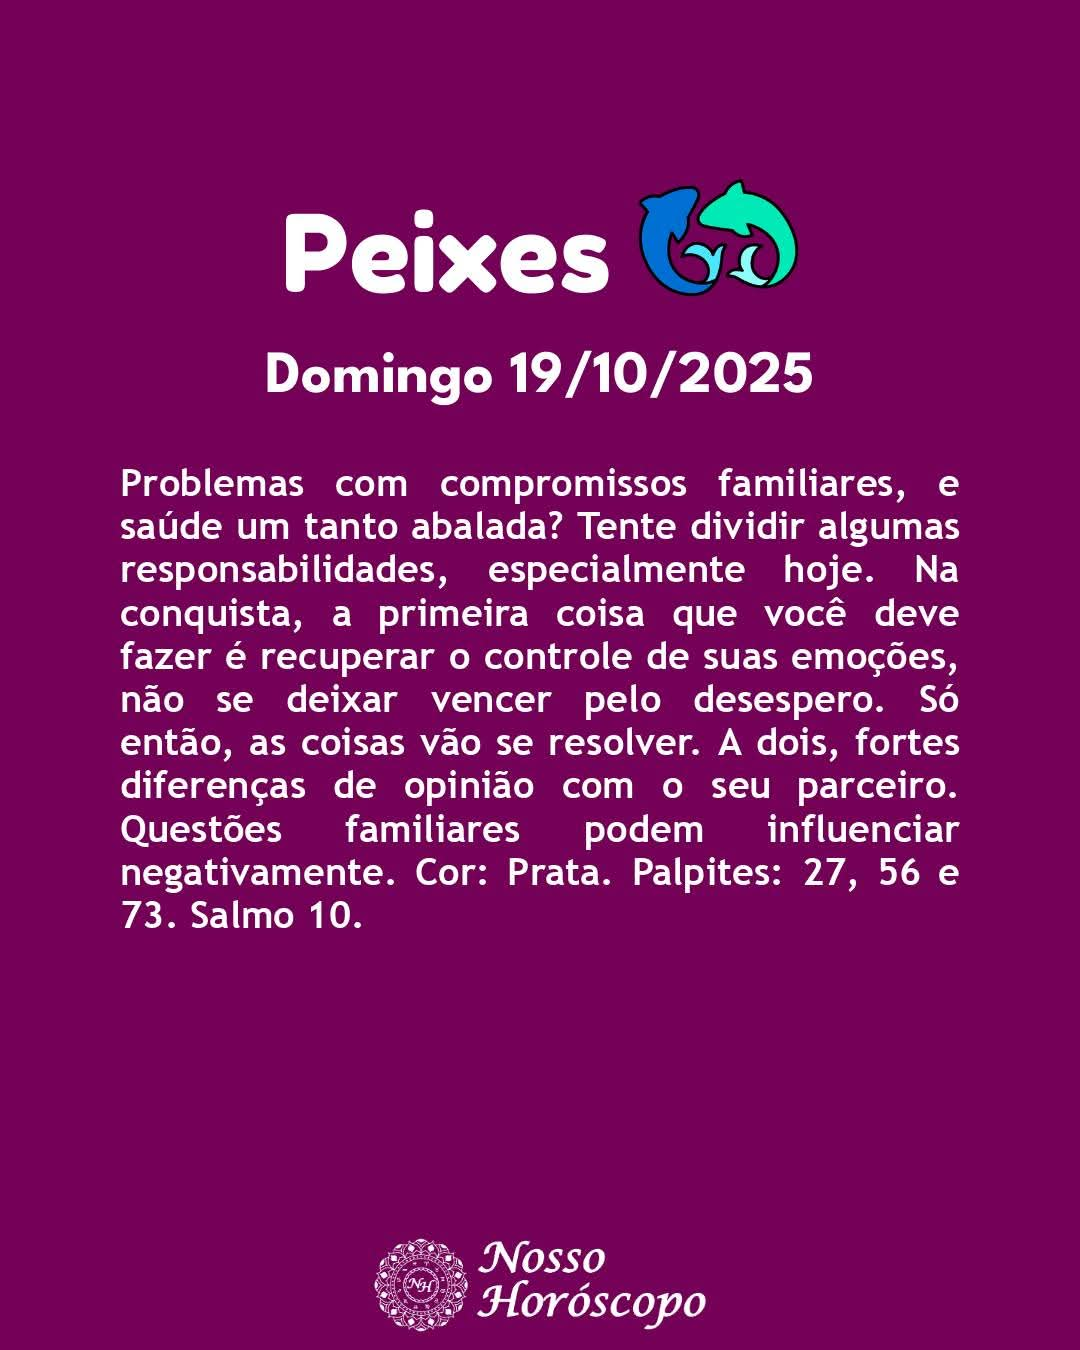 Peixes
Domingo 19/10/2025
Problemas com compromissos familiares, e
saúde um tanto abalada? Tente dividir algumas
responsabilidades, especialmente hoje. Na
conquista, a primeira coisa que você deve
fazer é recuperar o controle de suas emoções,
não se deixar vencer pelo desespero. Só
então, as coisas vão se resolver. A dois, fortes
diferenças de opinião com o seu parceiro.
Questões familiares podem influenciar
negativamente. Cor: Prata. Palpites: 27, 56 e
73. Salmo 10.
NH
Nosso
Horóscopo